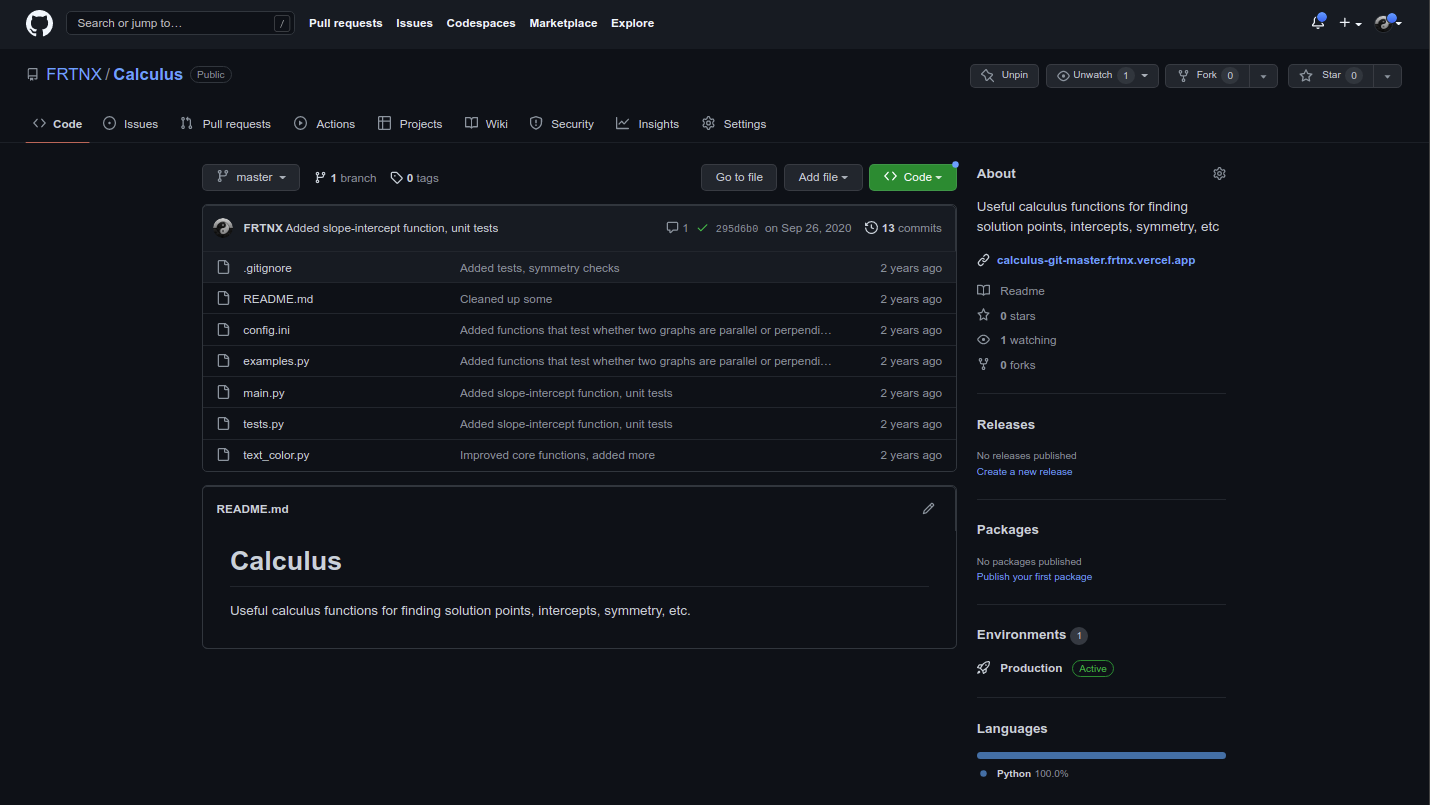 Search or jump to… / Pull requests Issues Codespaces Marketplace Explore
FRTNX / Calculus Public Unpin Unwatch 1 Fork 0 Star 0
Code Issues Pull requests Actions Projects Wiki Security Insights Settings
master 1 branch 0 tags Go to file Add file Code
FRTNX Added slope-intercept function, unit tests 1 295d6b0 on Sep 26, 2020 13 commits
.gitignore Added tests, symmetry checks 2 years ago
README.md Cleaned up some 2 years ago
config.ini Added functions that test whether two graphs are parallel or perpendi… 2 years ago
examples.py Added functions that test whether two graphs are parallel or perpendi… 2 years ago
main.py Added slope-intercept function, unit tests 2 years ago
tests.py Added slope-intercept function, unit tests 2 years ago
text_color.py Improved core functions, added more 2 years ago
README.md
Calculus
Useful calculus functions for finding solution points, intercepts, symmetry, etc.
About
Useful calculus functions for finding
solution points, intercepts, symmetry, etc
calculus-git-master.frtnx.vercel.app
Readme
0 stars
1 watching
0 forks
Releases
No releases published
Create a new release
Packages
No packages published
Publish your first package
Environments 1
Production Active
Languages
Python 100.0%